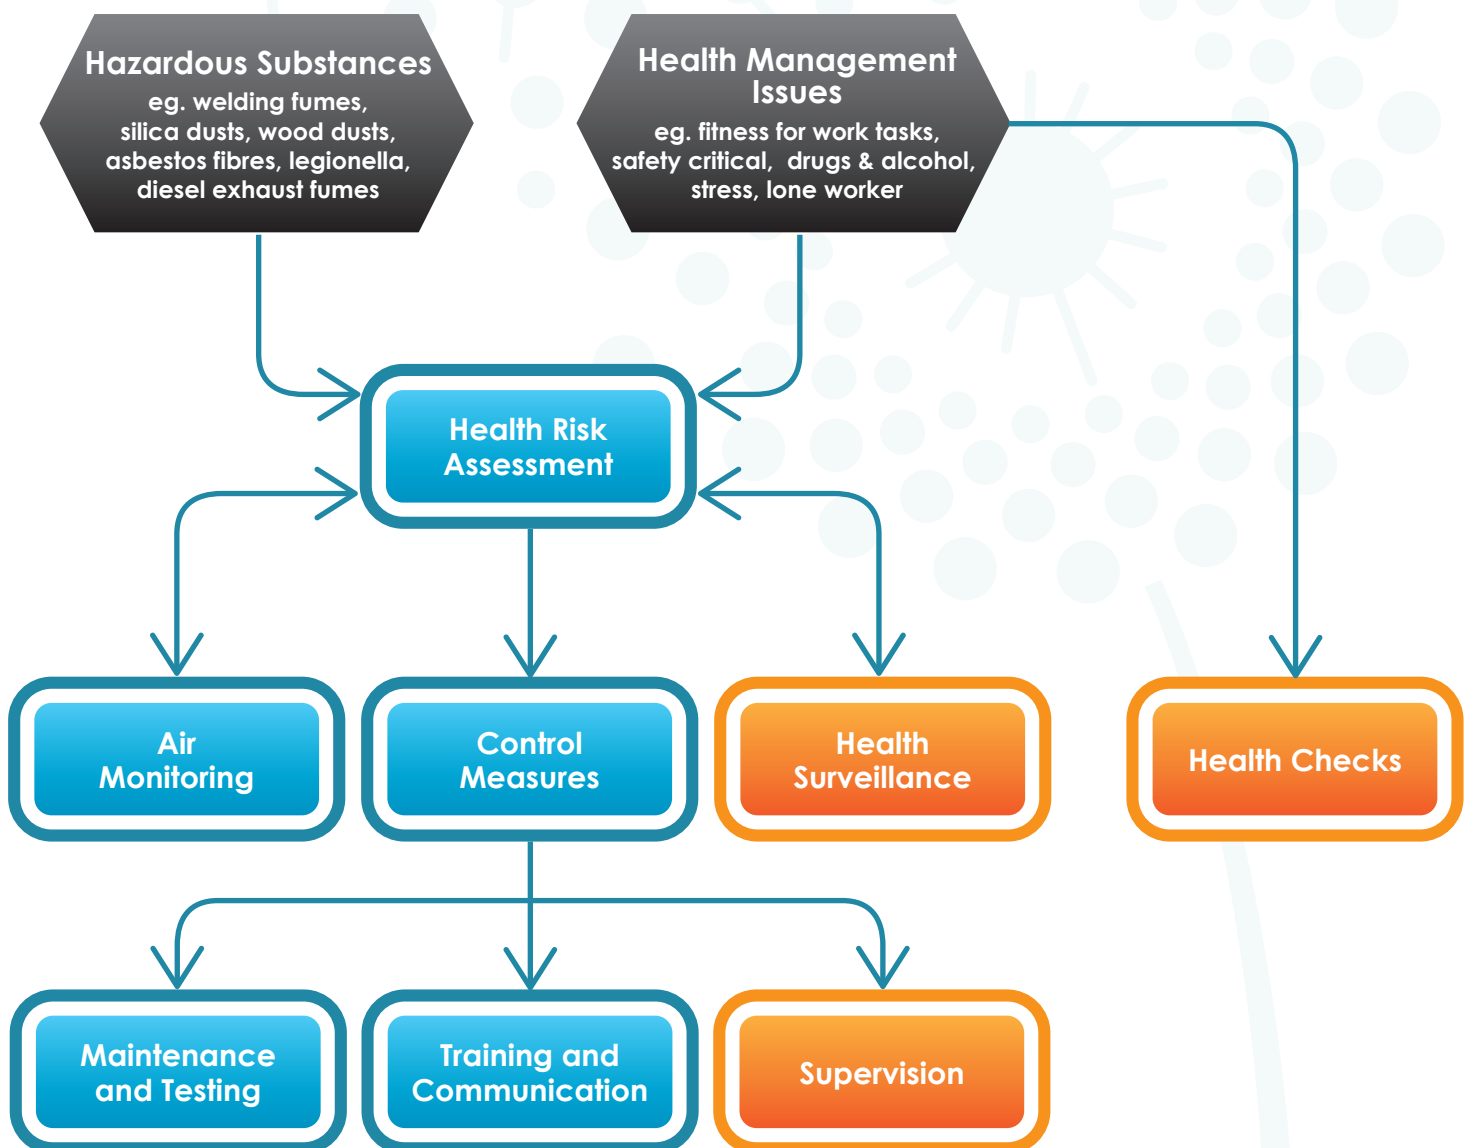 Hazardous Substances
eg. welding fumes,
silica dusts, wood dusts,
asbestos fibres, legionella,
diesel exhaust fumes
Health Management
Issues
eg. fitness for work tasks,
safety critical,  drugs & alcohol,
stress, lone worker
Health Risk
Assessment
Air
Monitoring
Control
Measures
Health
Surveillance
Health Checks
Maintenance
and Testing
Training and
Communication
Supervision